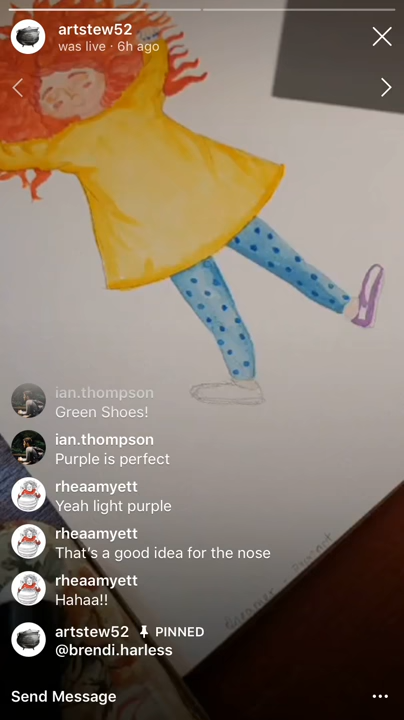 artstew52
was live · 6h ago
ian.thompson
Green Shoes!
ian.thompson
Purple is perfect
rheaamyett
Yeah light purple
rheaamyett
That's a good idea for the nose
rheaamyett
Hahaa!!
artstew52 PINNED
@brendi.harless
Send Message